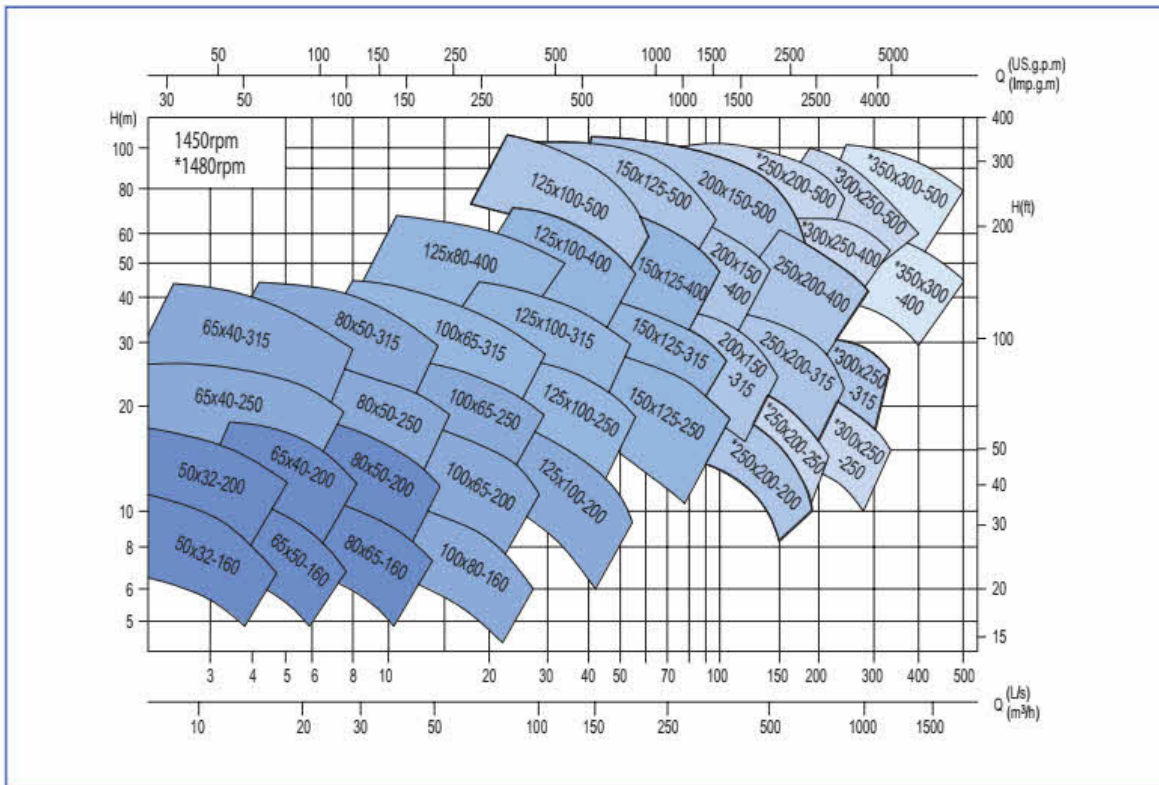 50 100 150 250 500 1000 1500 2500 5000
Q (US.g.p.m)
(Imp.g.m)
30 50 100 150 250 500 1000 1500 2500 4000
H(m)
1450rpm
*1480rpm
100
80
60
50
40
30
20
10
8
6
5
400
300
H(ft)
200
100
50
40
30
20
15
125x100-500
150x125-500
200x150-500
*250x200-500
*300x250-500
*350x300-500
125x80-400
125x100-400
150x125-400
200x150
-400
250x200-400
*300x250-400
*350x300
-400
65x40-315
80x50-315
100x65-315
125x100-315
150x125-315
200x150
-315
250x200-315
*300x250
-315
65x40-250
80x50-250
100x65-250
125x100-250
150x125-250
*250x200-250
*300x250
-250
50x32-200
65x40-200
80x50-200
100x65-200
125x100-200
*250x200-200
50x32-160
65x50-160
80x65-160
100x80-160
3 4 5 6 8 10 20 30 40 50 70 100 150 200 300 400 500
Q (L/s)
(m³/h)
10 20 30 50 100 150 250 500 1000 1500